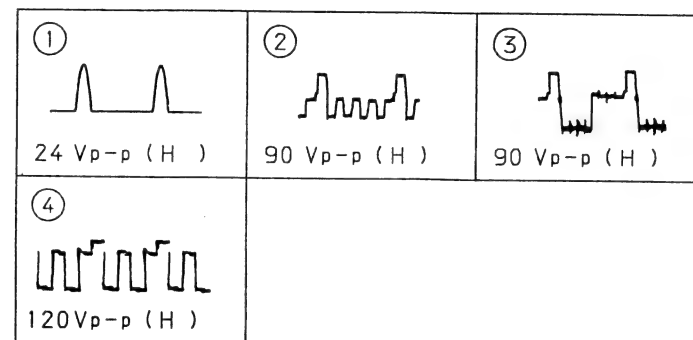 ①
②
③
24 Vp-p ( H )
90 Vp-p ( H )
90 Vp-p ( H )
④
120Vp-p ( H )